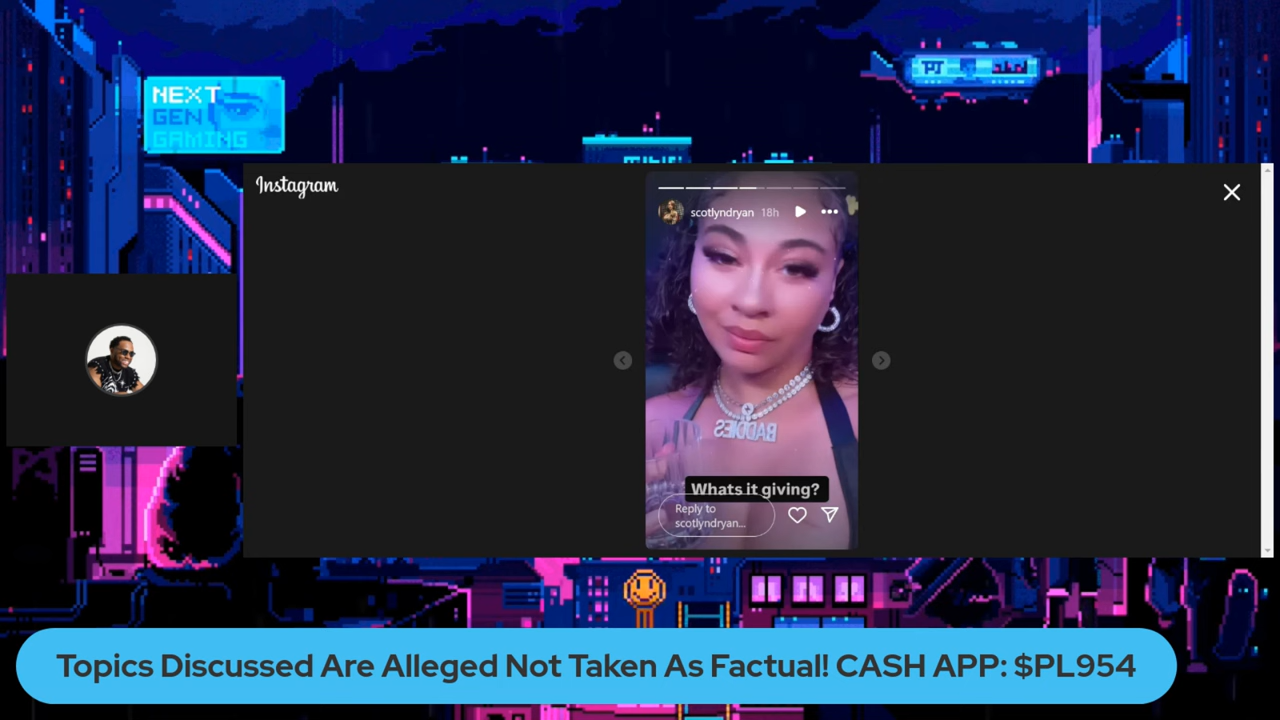 NEXT
GEN
GAMING
Instagram
scotlyndryan 18h
BADDIES
Whats it giving?
Reply to
scotlyndryan...
Topics Discussed Are Alleged Not Taken As Factual! CASH APP: $PL954